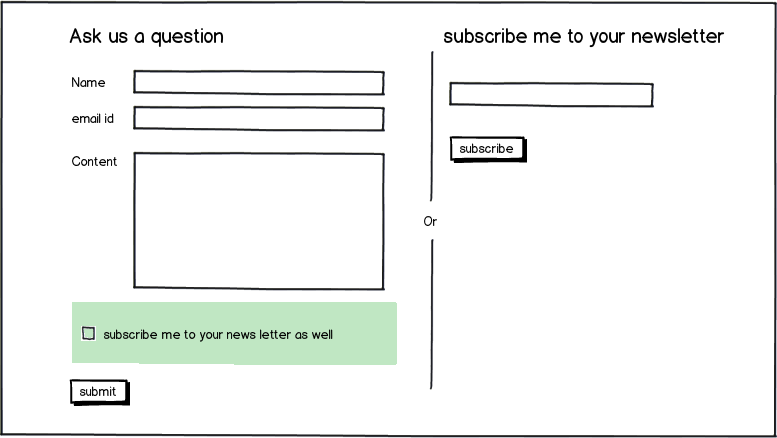 Ask us a question
Name
email id
Content
subscribe me to your news letter as well
submit
Or
subscribe me to your newsletter
subscribe